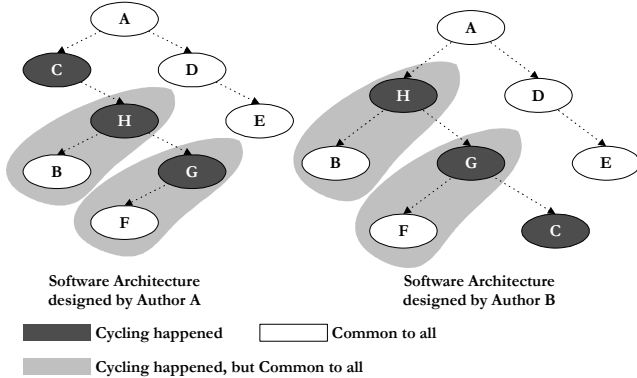 A
A
C
D
H
D
H
E
B
G
B
G
E
F
F
C
Software Architecture
designed by Author A
Software Architecture
designed by Author B
Cycling happened
Common to all
Cycling happened, but Common to all